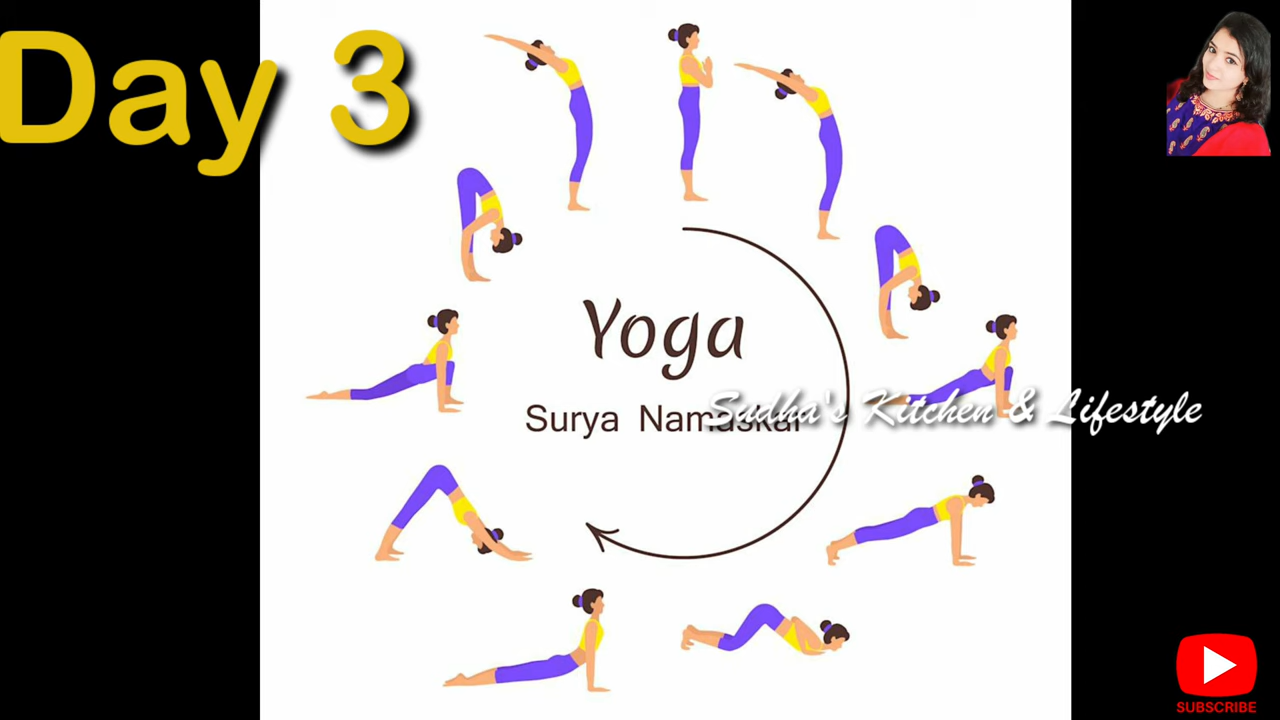 Day 3
Yoga
Surya Namaskar
Sudha's Kitchen & Lifestyle
SUBSCRIBE